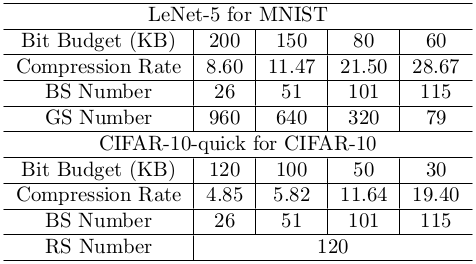 LeNet-5 for MNIST
Bit Budget (KB) 200 150 80 60
Compression Rate 8.60 11.47 21.50 28.67
BS Number 26 51 101 115
GS Number 960 640 320 79
CIFAR-10-quick for CIFAR-10
Bit Budget (KB) 120 100 50 30
Compression Rate 4.85 5.82 11.64 19.40
BS Number 26 51 101 115
RS Number 120